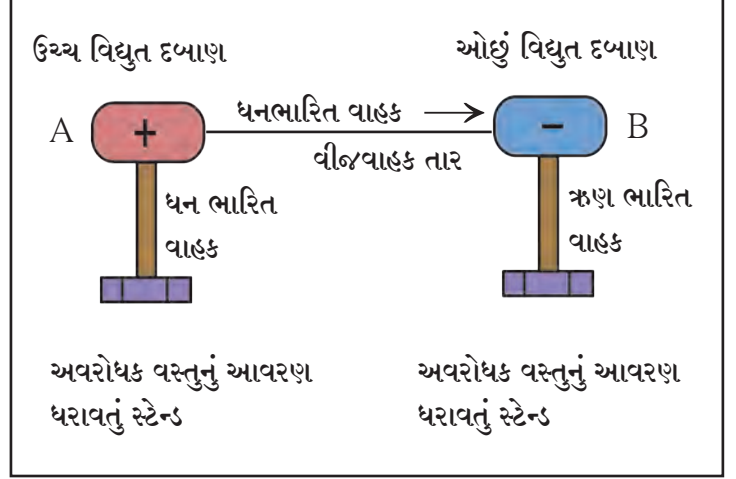 ઉચ્ચ વિદ્યુત દબાણ
ઓછું વિદ્યુત દબાણ
A
+
ધનભારિત વાહક →
વીજવાહક તાર
−
B
ધન ભારિત
વાહક
ઋણ ભારિત
વાહક
અવરોધક વસ્તુનું આવરણ
ધરાવતું સ્ટેન્ડ
અવરોધક વસ્તુનું આવરણ
ધરાવતું સ્ટેન્ડ